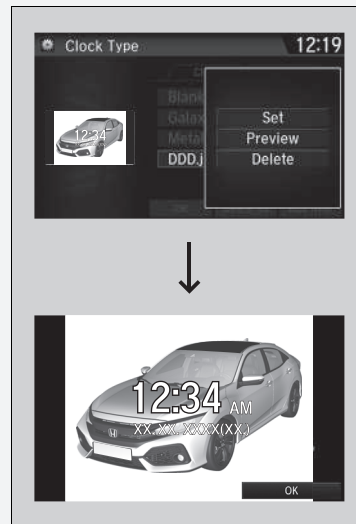 Clock Type
12:19
Blank
Galax
Metal
DDD.j
12:34
Set
Preview
Delete
12:34 AM
XX. XX. XXXX(XX.)
OK